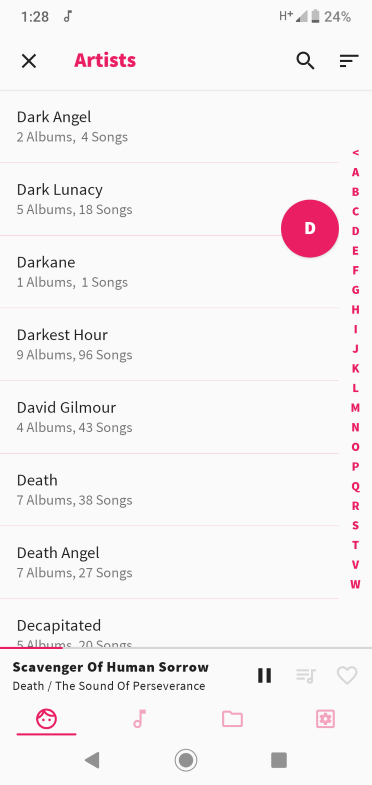 1:28 H+ 24%
Artists
Dark Angel
2 Albums, 4 Songs
Dark Lunacy
5 Albums, 18 Songs
D
Darkane
1 Albums, 1 Songs
Darkest Hour
9 Albums, 96 Songs
David Gilmour
4 Albums, 43 Songs
Death
7 Albums, 38 Songs
Death Angel
7 Albums, 27 Songs
Decapitated
5 Albums, 20 Songs
<
A
B
C
D
E
F
G
H
I
J
K
L
M
N
O
P
Q
R
S
T
V
W
Scavenger Of Human Sorrow
Death / The Sound Of Perseverance